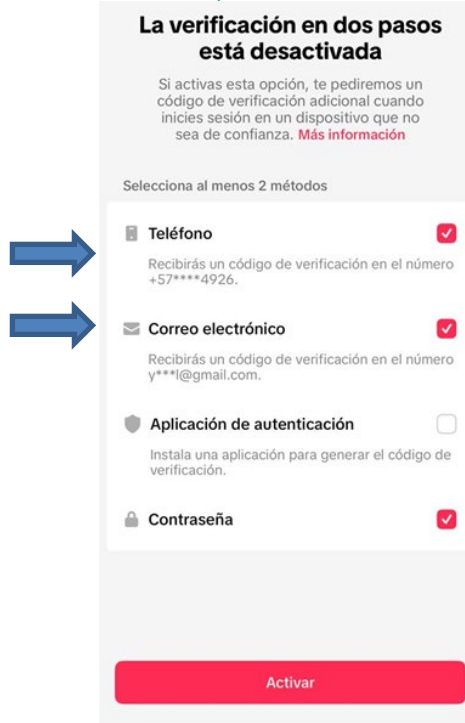 La verificación en dos pasos
está desactivada
Si activas esta opción, te pediremos un
código de verificación adicional cuando
inicies sesión en un dispositivo que no
sea de confianza. Más información
Selecciona al menos 2 métodos
Teléfono
Recibirás un código de verificación en el número
+57****4926.
Correo electrónico
Recibirás un código de verificación en el número
y***l@gmail.com.
Aplicación de autenticación
Instala una aplicación para generar el código de
verificación.
Contraseña
Activar